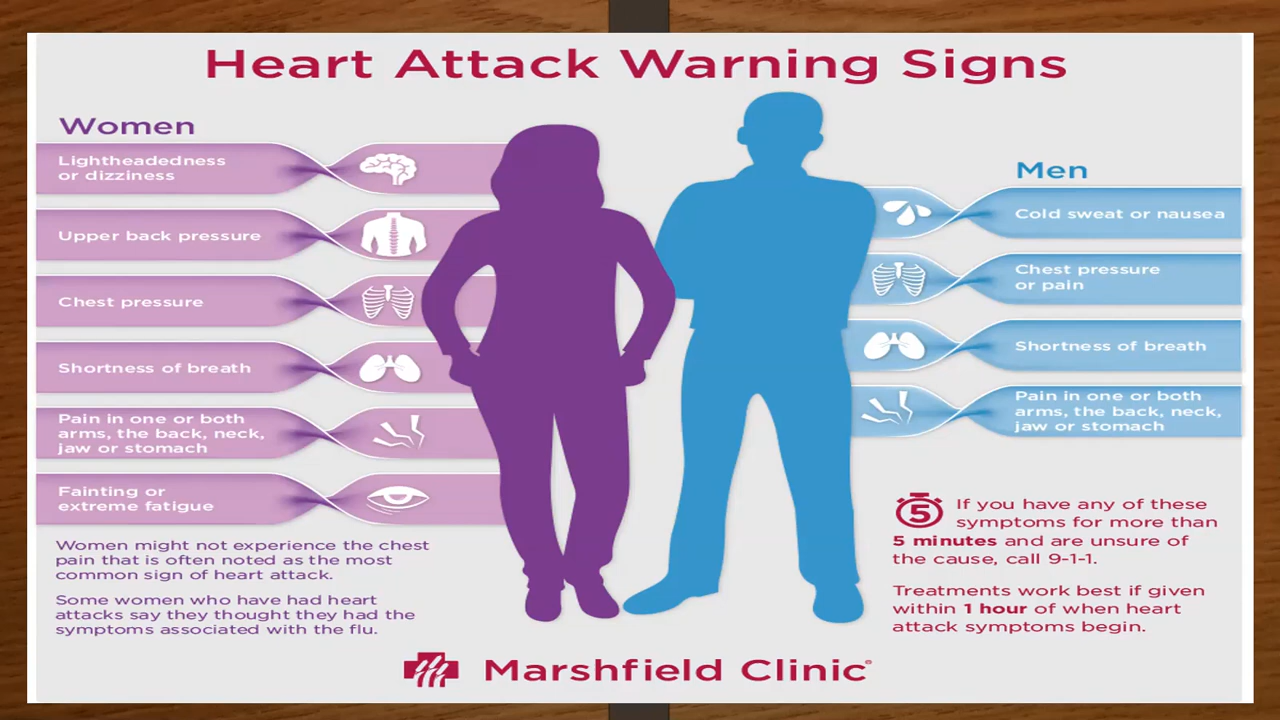 Heart Attack Warning Signs
Women
Lightheadedness
or dizziness
Upper back pressure
Chest pressure
Shortness of breath
Pain in one or both
arms, the back, neck,
jaw or stomach
Fainting or
extreme fatigue
Women might not experience the chest
pain that is often noted as the most
common sign of heart attack.
Some women who have had heart
attacks say they thought they had the
symptoms associated with the flu.
Men
Cold sweat or nausea
Chest pressure
or pain
Shortness of breath
Pain in one or both
arms, the back, neck,
jaw or stomach
5
If you have any of these
symptoms for more than
5 minutes and are unsure of
the cause, call 9-1-1.
Treatments work best if given
within 1 hour of when heart
attack symptoms begin.
Marshfield Clinic